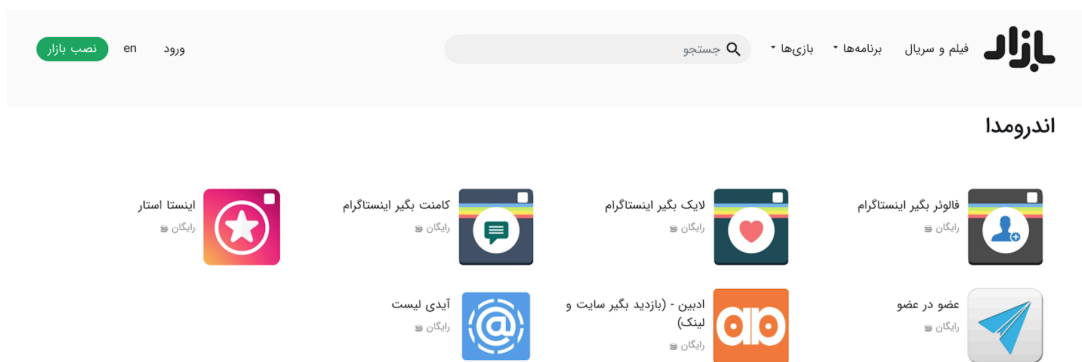 بازار
فیلم و سریال
برنامه‌ها
بازی‌ها
جستجو
ورود
en
نصب بازار
اندرومدا
فالوئر بگیر اینستاگرام
رایگان
لایک بگیر اینستاگرام
رایگان
کامنت بگیر اینستاگرام
رایگان
اینستا استار
رایگان
عضو در عضو
رایگان
ادبین - (بازدید بگیر سایت و
لینک)
رایگان
آیدی لیست
رایگان